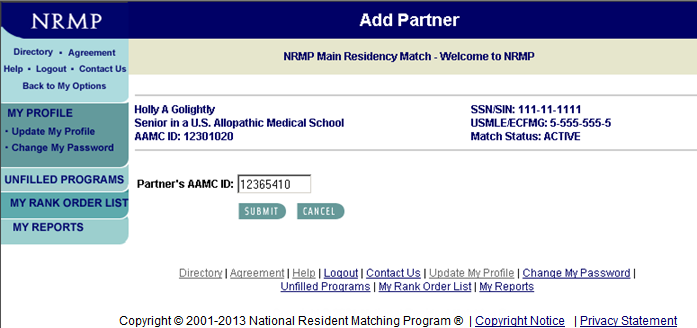 NRMP
Add Partner
Directory • Agreement
Help • Logout • Contact Us
Back to My Options
NRMP Main Residency Match - Welcome to NRMP
MY PROFILE
• Update My Profile
• Change My Password
UNFILLED PROGRAMS
MY RANK ORDER LIST
MY REPORTS
Holly A Golightly
Senior in a U.S. Allopathic Medical School
AAMC ID: 12301020
SSN/SIN: 111-11-1111
USMLE/ECFMG: 5-555-555-5
Match Status: ACTIVE
Partner's AAMC ID: 12365410
SUBMIT CANCEL
Directory | Agreement | Help | Logout | Contact Us | Update My Profile | Change My Password |
Unfilled Programs | My Rank Order List | My Reports
Copyright © 2001-2013 National Resident Matching Program ® | Copyright Notice | Privacy Statement